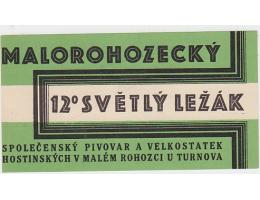 MALOROHOZECKÝ
12° SVĚTLÝ LEŽÁK
SPOLEČENSKÝ PIVOVAR A VELKOSTATEK
HOSTINSKÝCH V MALÉM ROHOZCI U TURNOVA